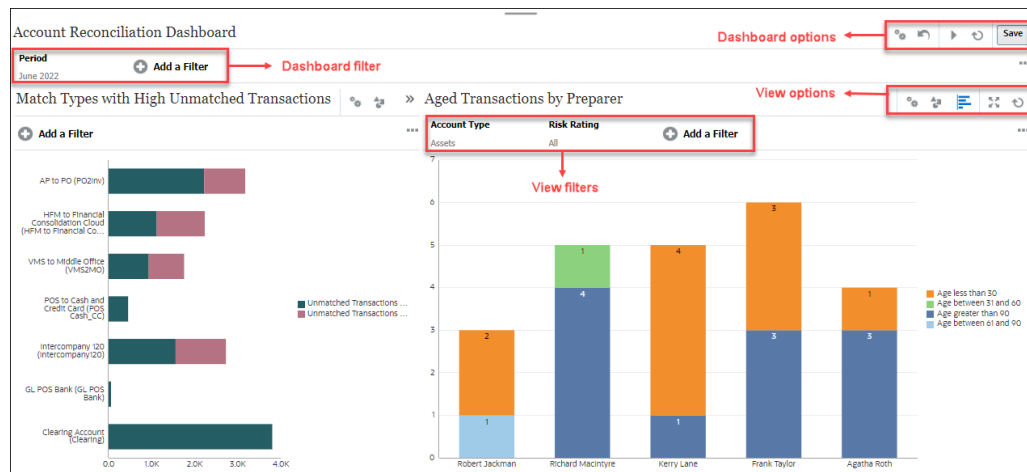 Account Reconciliation Dashboard
Dashboard options
Save
Period
June 2022
Add a Filter
Dashboard filter
Match Types with High Unmatched Transactions
Aged Transactions by Preparer
View options
Add a Filter
Account Type
Assets
Risk Rating
All
Add a Filter
View filters
AP to PO (PO2Inv)
HFM to Financial
Consolidation Cloud
(HFM to Financial Co...
VMS to Middle Office
(VMS2MO)
POS to Cash and
Credit Card (POS
Cash_CC)
Intercompany 120
(Intercompany120)
GL POS Bank (GL POS
Bank)
Clearing Account
(Clearing)
0.0
1.0K
2.0K
3.0K
4.0K
Unmatched Transactions ...
Unmatched Transactions ...
7
6
5
4
3
2
1
0
2
1
1
4
4
1
3
3
1
3
Robert Jackman
Richard MacIntyre
Kerry Lane
Frank Taylor
Agatha Roth
Age less than 30
Age between 31 and 60
Age greater than 90
Age between 61 and 90